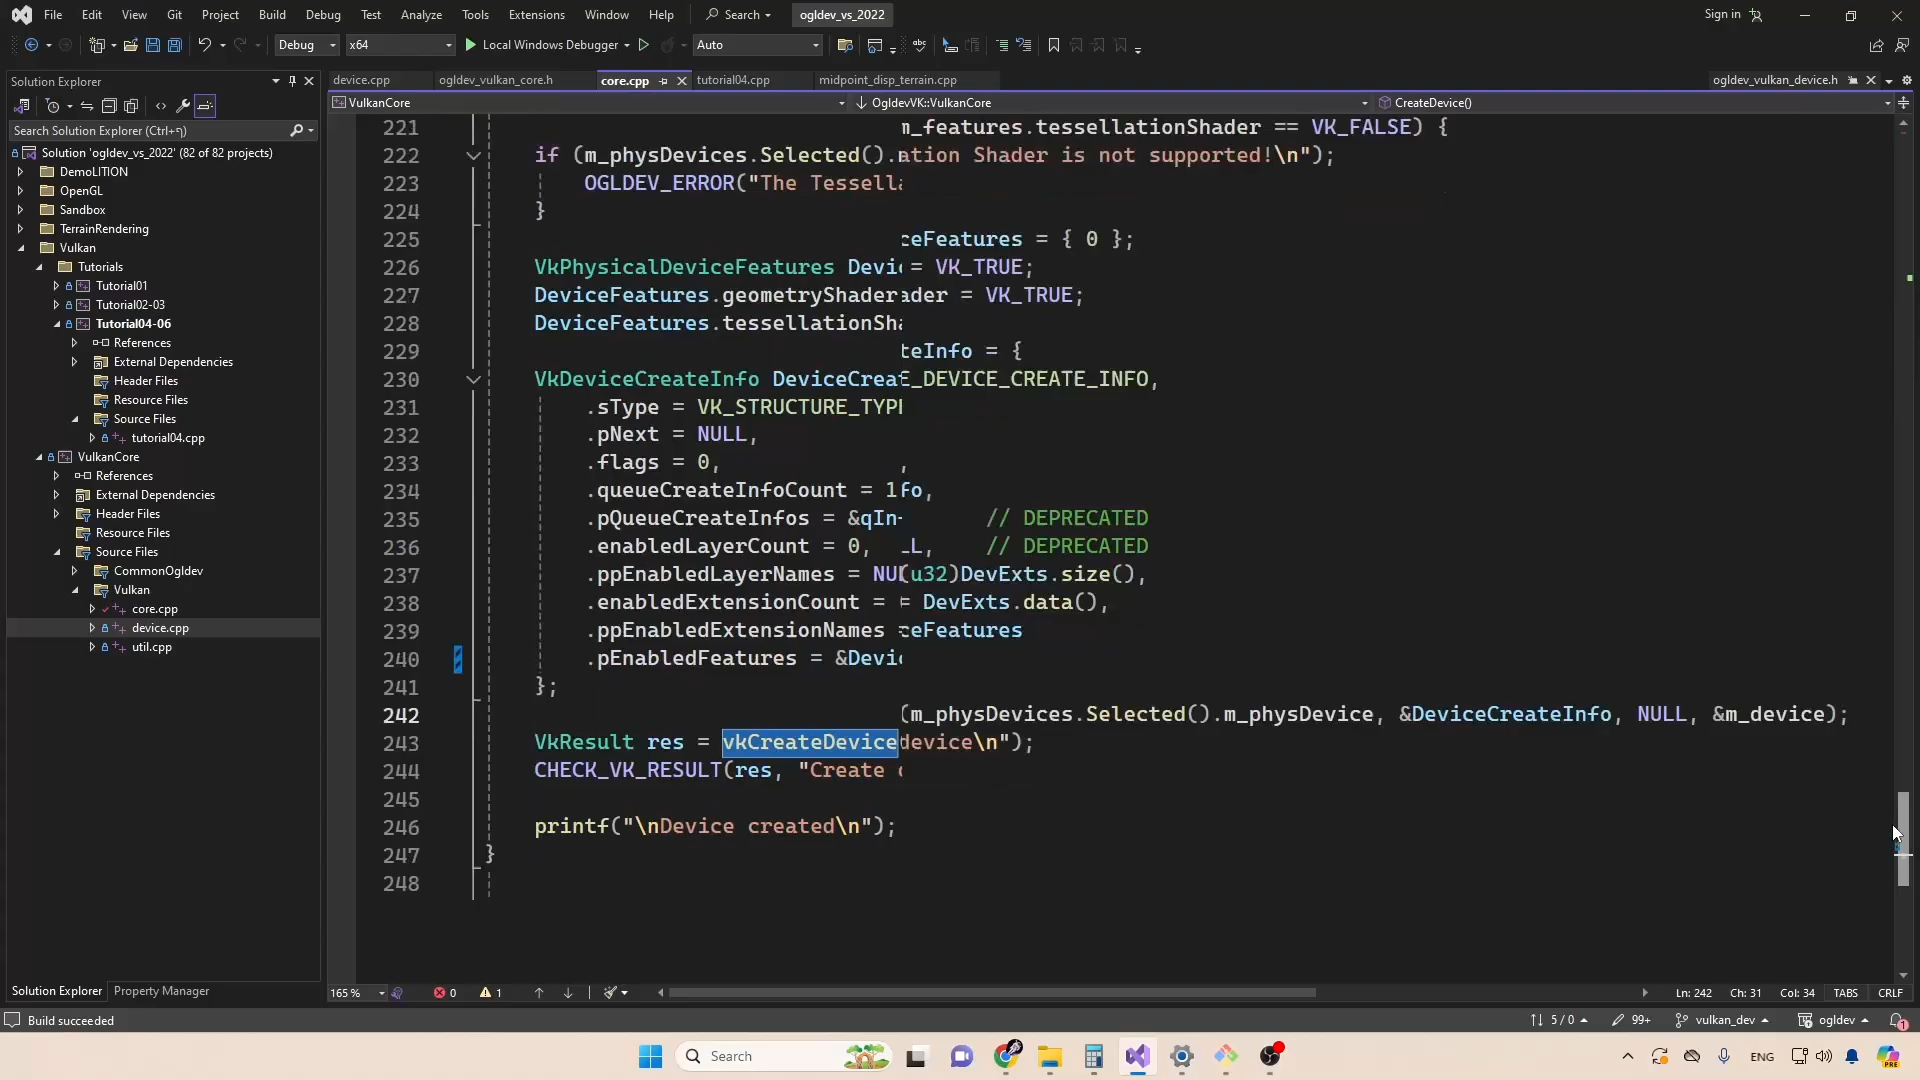 File Edit View Git Project Build Debug Test Analyze Tools Extensions Window Help Search ogldev_vs_2022 Sign in
Debug x64 Local Windows Debugger Auto
Solution Explorer
device.cpp ogldev_vulkan_core.h core.cpp tutorial04.cpp midpoint_disp_terrain.cpp ogldev_vulkan_device.h
VulkanCore OgldevVK::VulkanCore CreateDevice()
Search Solution Explorer (Ctrl+ף)
Solution 'ogldev_vs_2022' (82 of 82 projects)
DemoLITION
OpenGL
Sandbox
TerrainRendering
Vulkan
Tutorials
Tutorial01
Tutorial02-03
Tutorial04-06
References
External Dependencies
Header Files
Resource Files
Source Files
tutorial04.cpp
VulkanCore
References
External Dependencies
Header Files
Resource Files
Source Files
CommonOgldev
Vulkan
core.cpp
device.cpp
util.cpp
Solution Explorer Property Manager
221 m_features.tessellationShader == VK_FALSE) {
222 if (m_physDevices.Selected().ation Shader is not supported!\n");
223 OGLDEV_ERROR("The Tessella
224 }
225 ceFeatures = { 0 };
226 VkPhysicalDeviceFeatures Devic= VK_TRUE;
227 DeviceFeatures.geometryShaderader = VK_TRUE;
228 DeviceFeatures.tessellationSha
229 teInfo = {
230 VkDeviceCreateInfo DeviceCreatE_DEVICE_CREATE_INFO,
231 .sType = VK_STRUCTURE_TYPE
232 .pNext = NULL,
233 .flags = 0, ,
234 .queueCreateInfoCount = 1fo,
235 .pQueueCreateInfos = &qIn // DEPRECATED
236 .enabledLayerCount = 0, L, // DEPRECATED
237 .ppEnabledLayerNames = NUL(u32)DevExts.size(),
238 .enabledExtensionCount = = DevExts.data(),
239 .ppEnabledExtensionNames ceFeatures
240 .pEnabledFeatures = &Devic
241 };
242 (m_physDevices.Selected().m_physDevice, &DeviceCreateInfo, NULL, &m_device);
243 VkResult res = vkCreateDevicedevice\n");
244 CHECK_VK_RESULT(res, "Create d
245
246 printf("\nDevice created\n");
247 }
248
165 % 0 1 Ln: 242 Ch: 31 Col: 34 TABS CRLF
Build succeeded 5 / 0 99+ vulkan_dev ogldev 1
Search ENG PRE